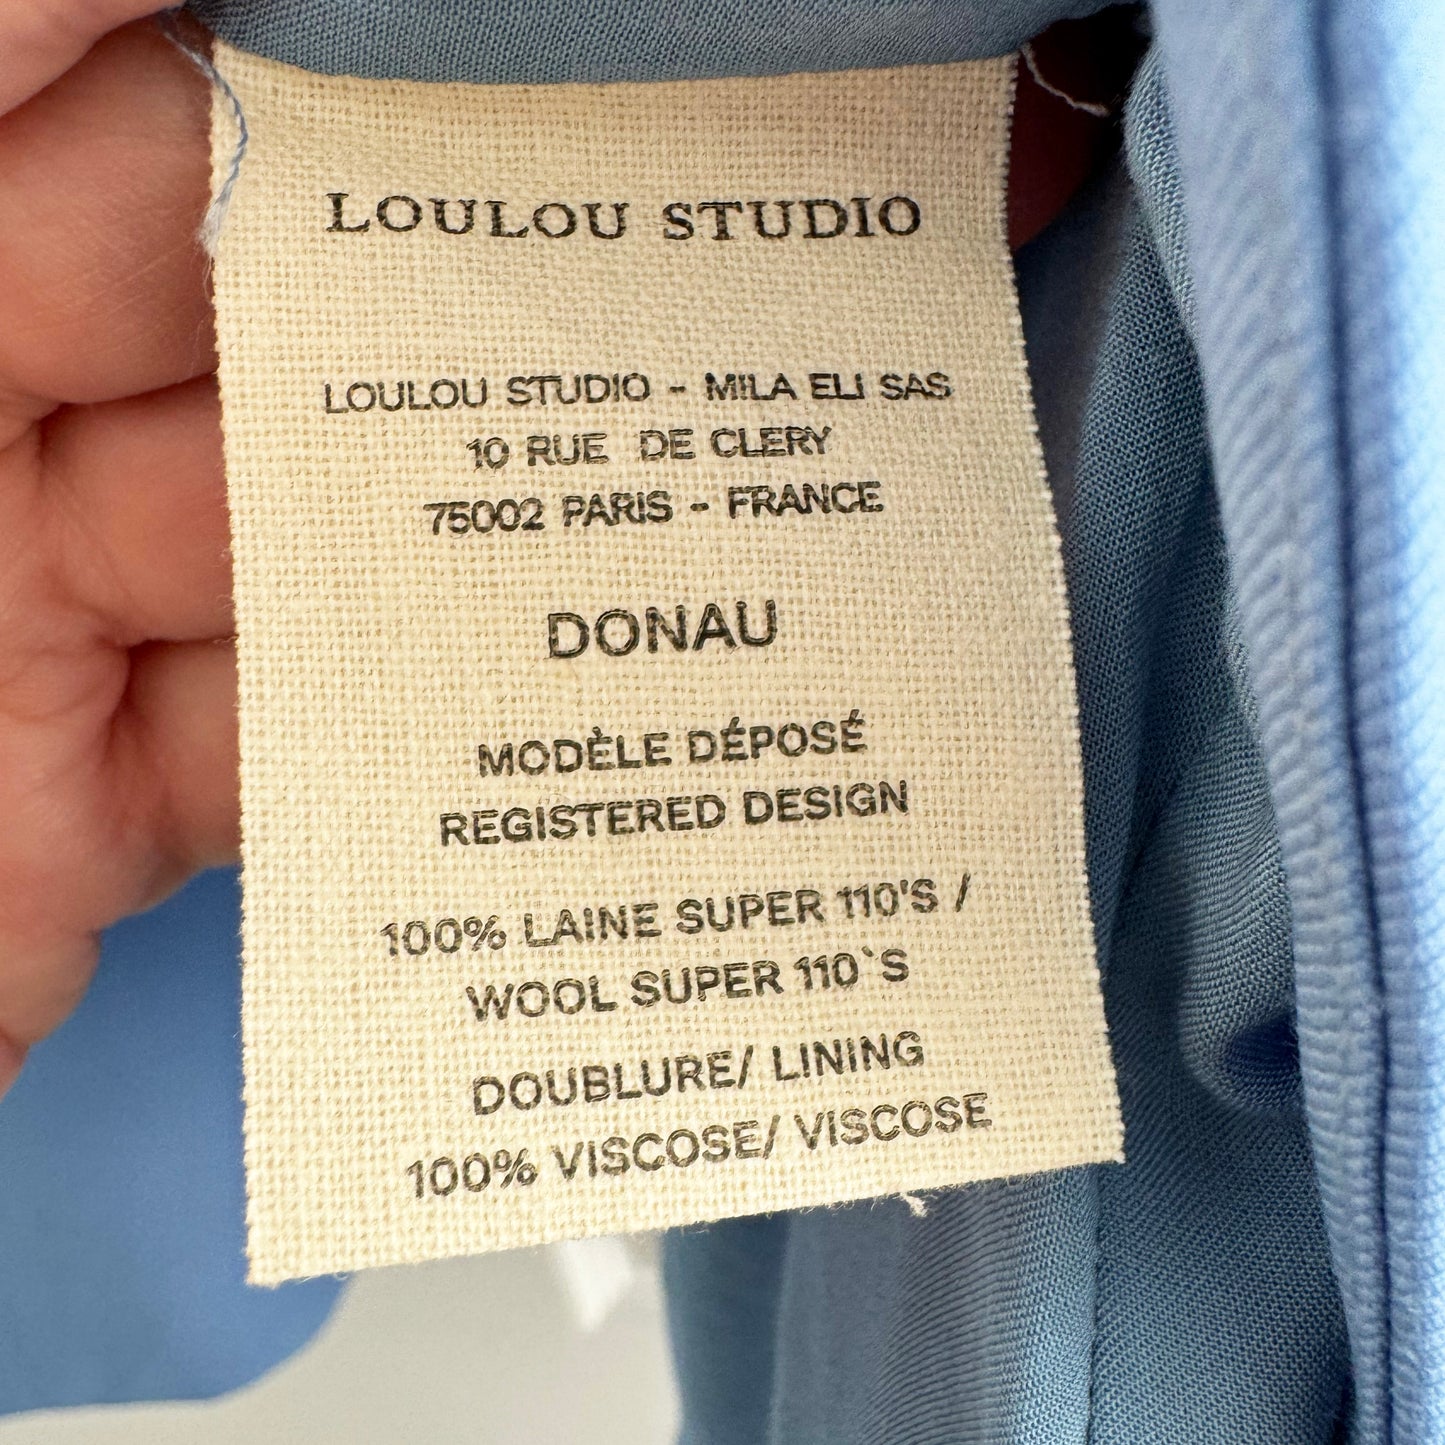 LOULOU STUDIO
LOULOU STUDIO - MILA ELI SAS
10 RUE DE CLERY
75002 PARIS - FRANCE
DONAU
MODÈLE DÉPOSÉ
REGISTERED DESIGN
100% LAINE SUPER 110'S /
WOOL SUPER 110`S
DOUBLURE/ LINING
100% VISCOSE/ VISCOSE